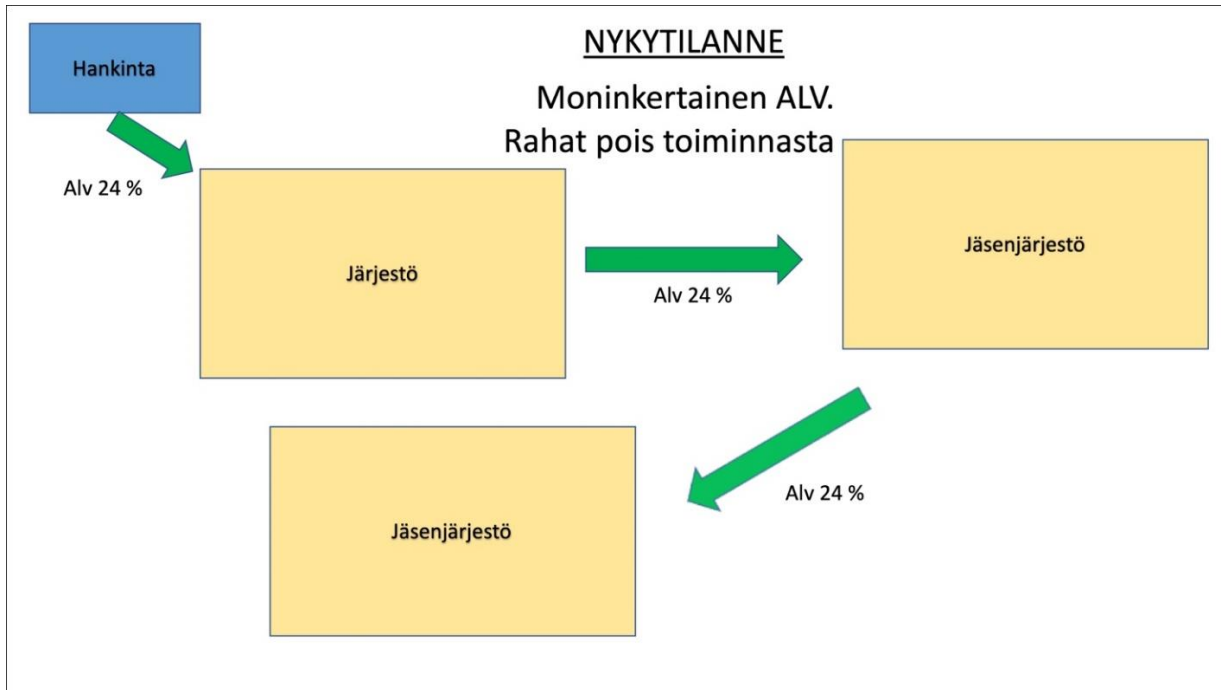 NYKYTILANNE
Hankinta
Moninkertainen ALV.
Rahat pois toiminnasta
Alv 24 %
Järjestö
Alv 24 %
Jäsenjärjestö
Alv 24 %
Jäsenjärjestö